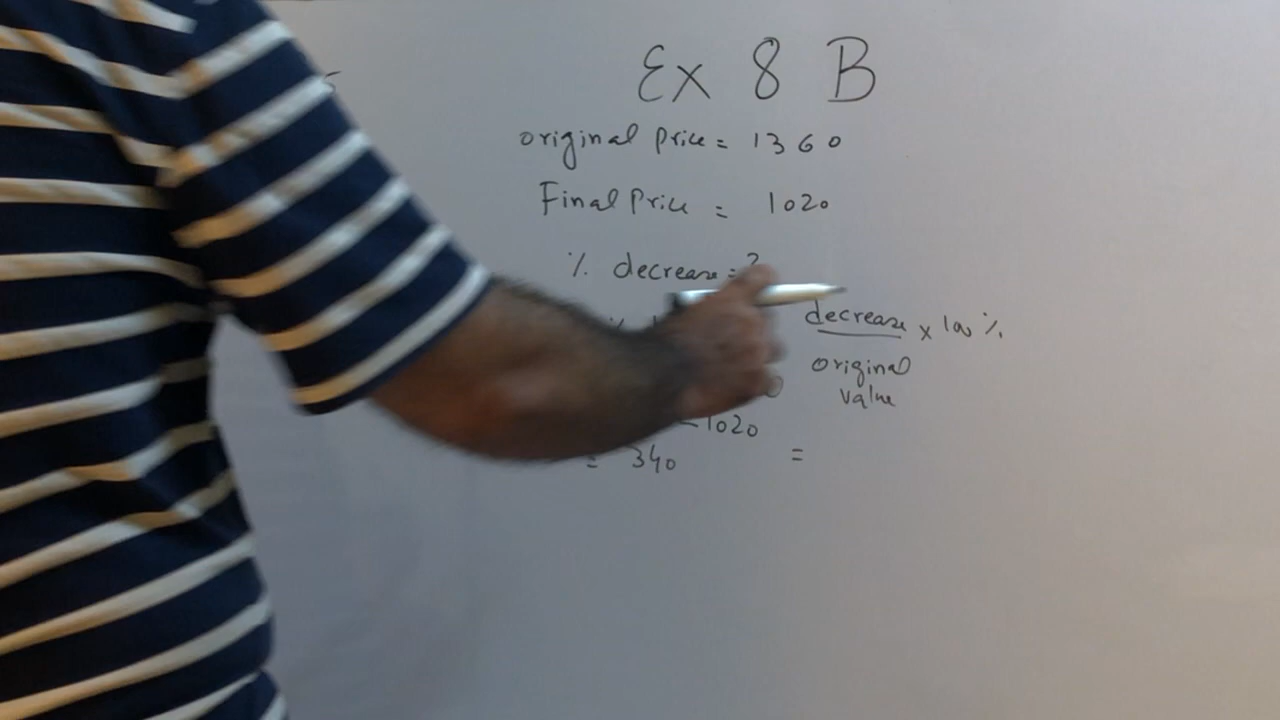 Ex 8 B
original Price = 1360
Final Price = 1020
% decrease = ?
decrease x 100 %
original
value
-1020
= 340 =